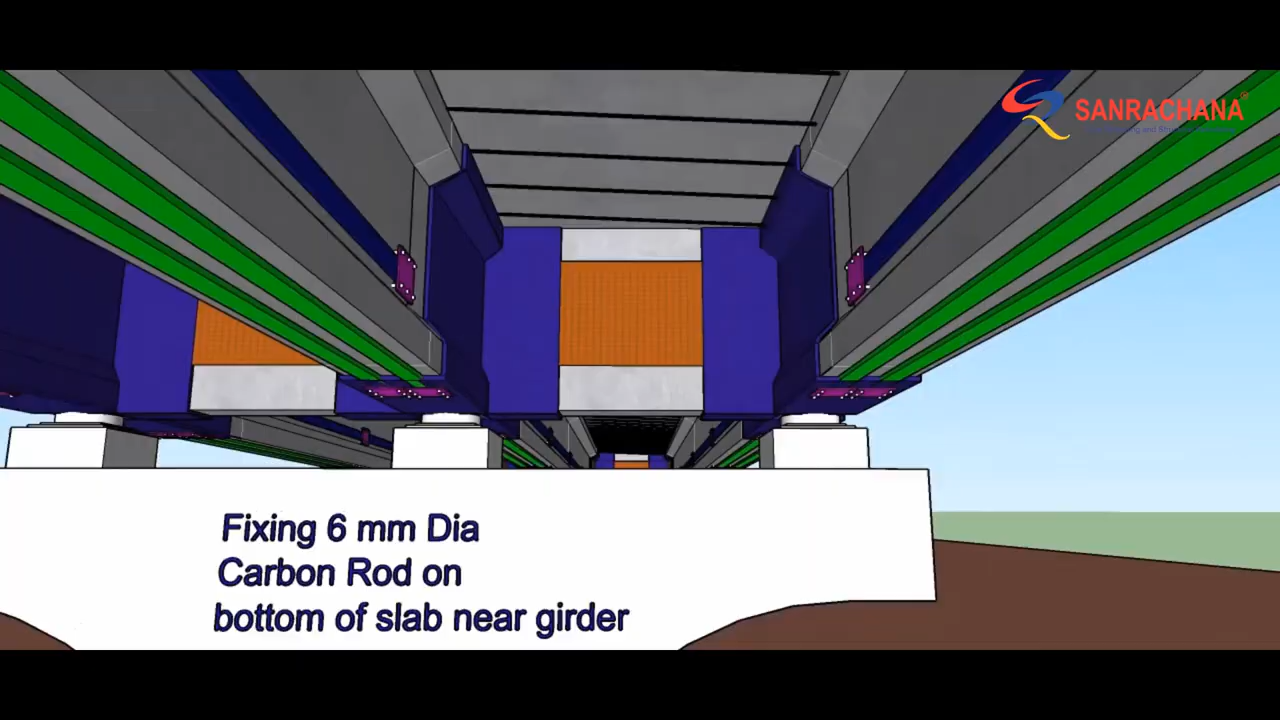 SANRACHANA
Fixing 6 mm Dia
Carbon Rod on
bottom of slab near girder